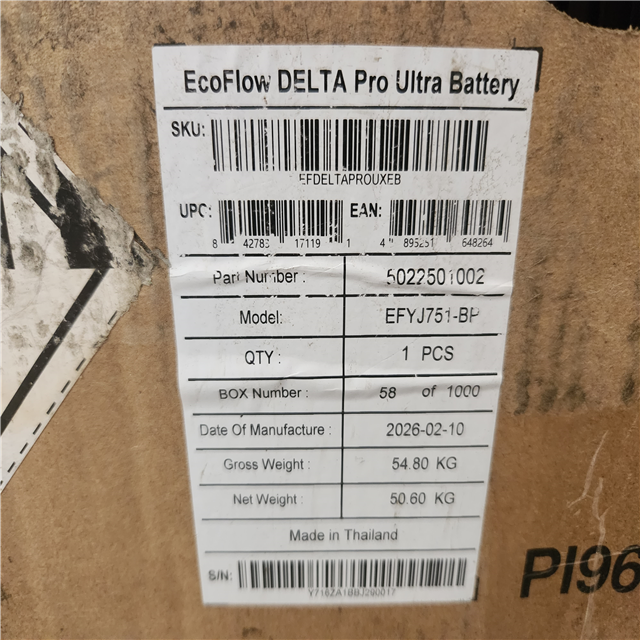 EcoFlow DELTA Pro Ultra Battery
SKU:
EFDELTAPROUXEB
UPC:
8 42783 17119 1
EAN:
4 895251 648264
Part Number : 5022501002
Model: EFYJ751-BP
QTY : 1 PCS
BOX Number : 58 of 1000
Date Of Manufacture : 2026-02-10
Gross Weight : 54.80 KG
Net Weight : 50.60 KG
Made in Thailand
S/N:
PI96